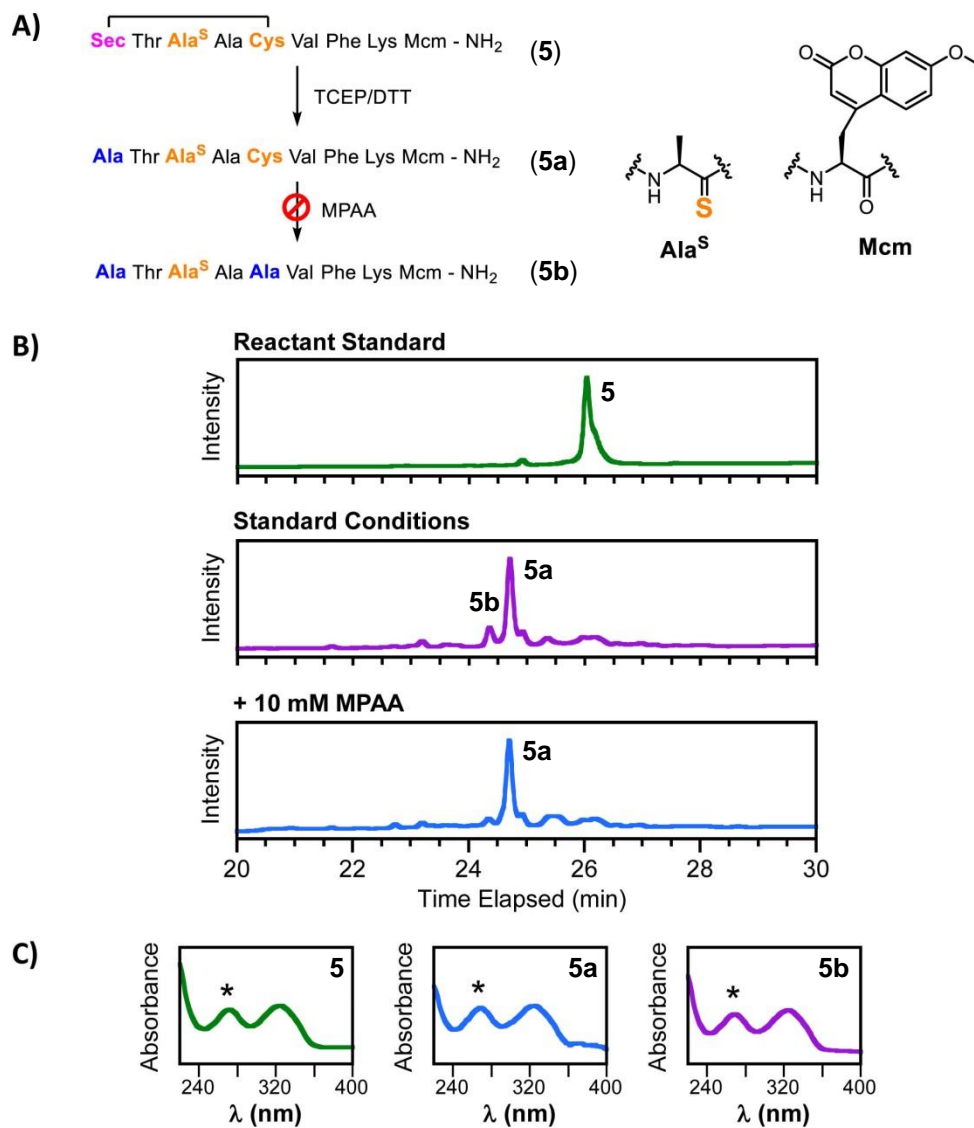 A)
Sec Thr Ala^S Ala Cys Val Phe Lys Mcm - NH₂ (5)
TCEP/DTT
Ala Thr Ala^S Ala Cys Val Phe Lys Mcm - NH₂ (5a)
MPAA
Ala Thr Ala^S Ala Ala Val Phe Lys Mcm - NH₂ (5b)
N
H
S
Ala^S
O
O
O
N
H
O
Mcm
B)
Reactant Standard
Intensity
5
Standard Conditions
Intensity
5b
5a
+ 10 mM MPAA
Intensity
5a
20 22 24 26 28 30
Time Elapsed (min)
C)
Absorbance
*
5
240 320 400
λ (nm)
Absorbance
*
5a
240 320 400
λ (nm)
Absorbance
*
5b
240 320 400
λ (nm)